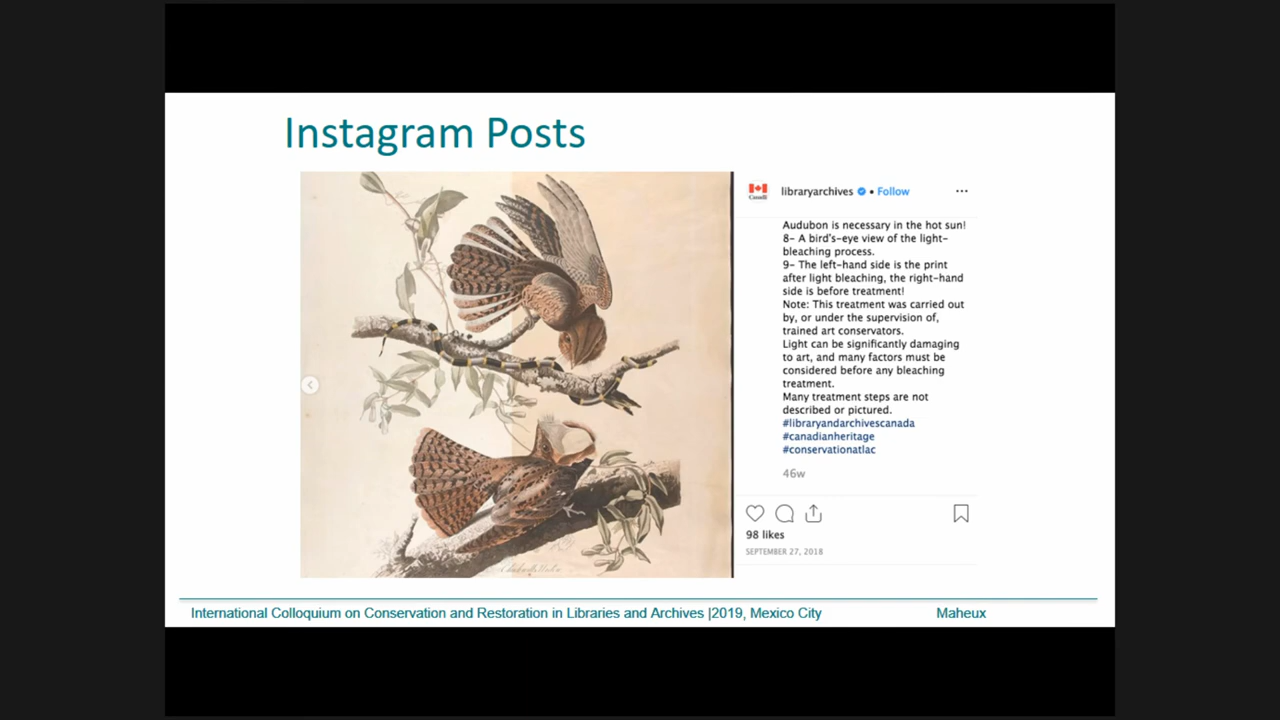 Instagram Posts
Canada
libraryarchives • Follow
...
Audubon is necessary in the hot sun!
8- A bird's-eye view of the light-
bleaching process.
9- The left-hand side is the print
after light bleaching, the right-hand
side is before treatment!
Note: This treatment was carried out
by, or under the supervision of,
trained art conservators.
Light can be significantly damaging
to art, and many factors must be
considered before any bleaching
treatment.
Many treatment steps are not
described or pictured.
#libraryandarchivescanada
#canadianheritage
#conservationatlac
46w
98 likes
SEPTEMBER 27, 2018
International Colloquium on Conservation and Restoration in Libraries and Archives |2019, Mexico City
Maheux